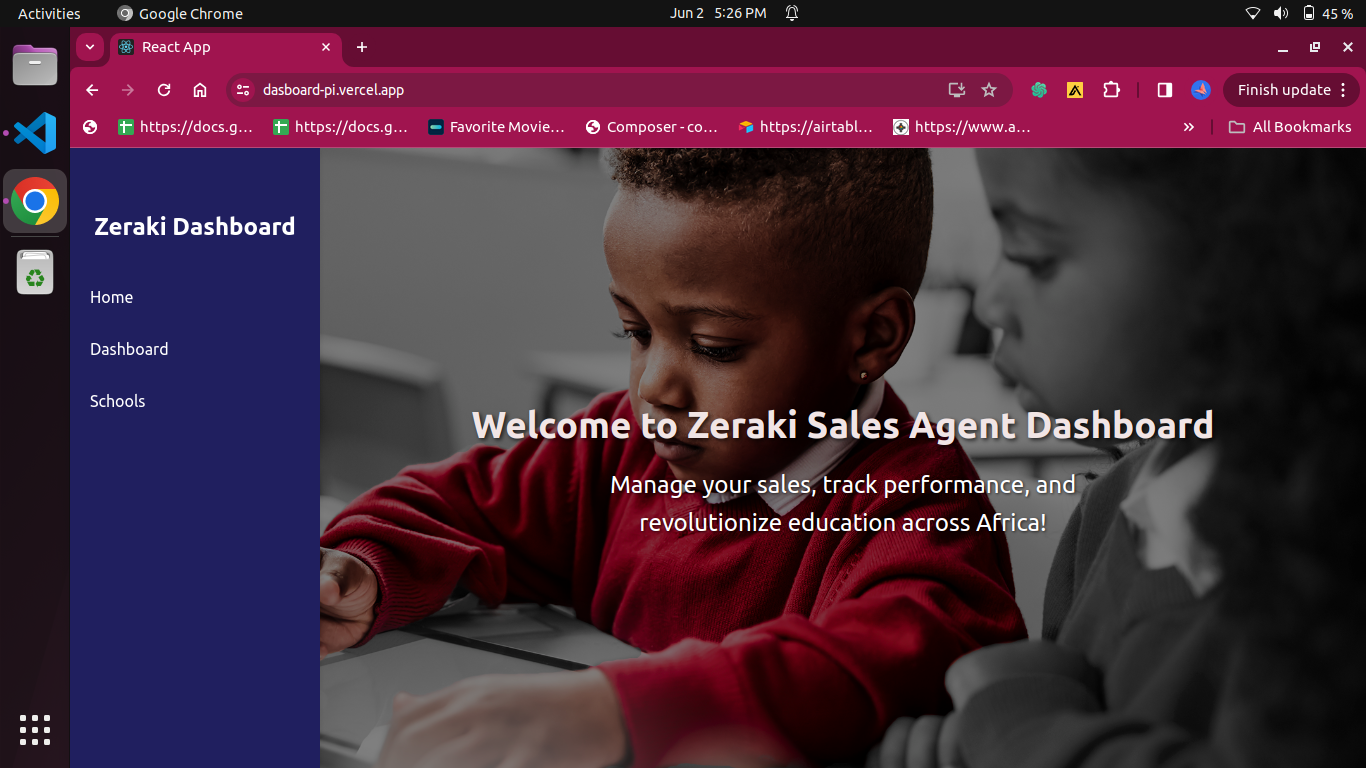 Activities
Google Chrome
Jun 2 5:26 PM
45 %
React App
dasboard-pi.vercel.app
Finish update
https://docs.g...
https://docs.g...
Favorite Movie...
Composer - co...
https://airtabl...
https://www.a...
All Bookmarks
Zeraki Dashboard
Home
Dashboard
Schools
Welcome to Zeraki Sales Agent Dashboard
Manage your sales, track performance, and
revolutionize education across Africa!